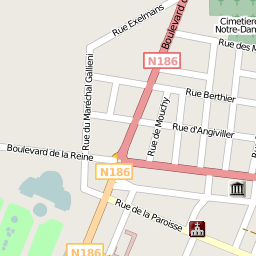 Rue Exelmans
Boulevard d
Cimetier
Notre-Dam
Rue des M
N186
Rue du Maréchal Galliéni
Rue Berthier
Rue de Mouchy
Rue d'Angiviller
Boulevard de la Reine
N186
Rue de la Paroisse
N186